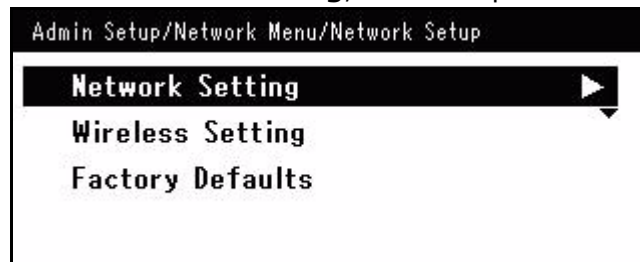 Admin Setup/Network Menu/Network Setup
Network Setting
Wireless Setting
Factory Defaults